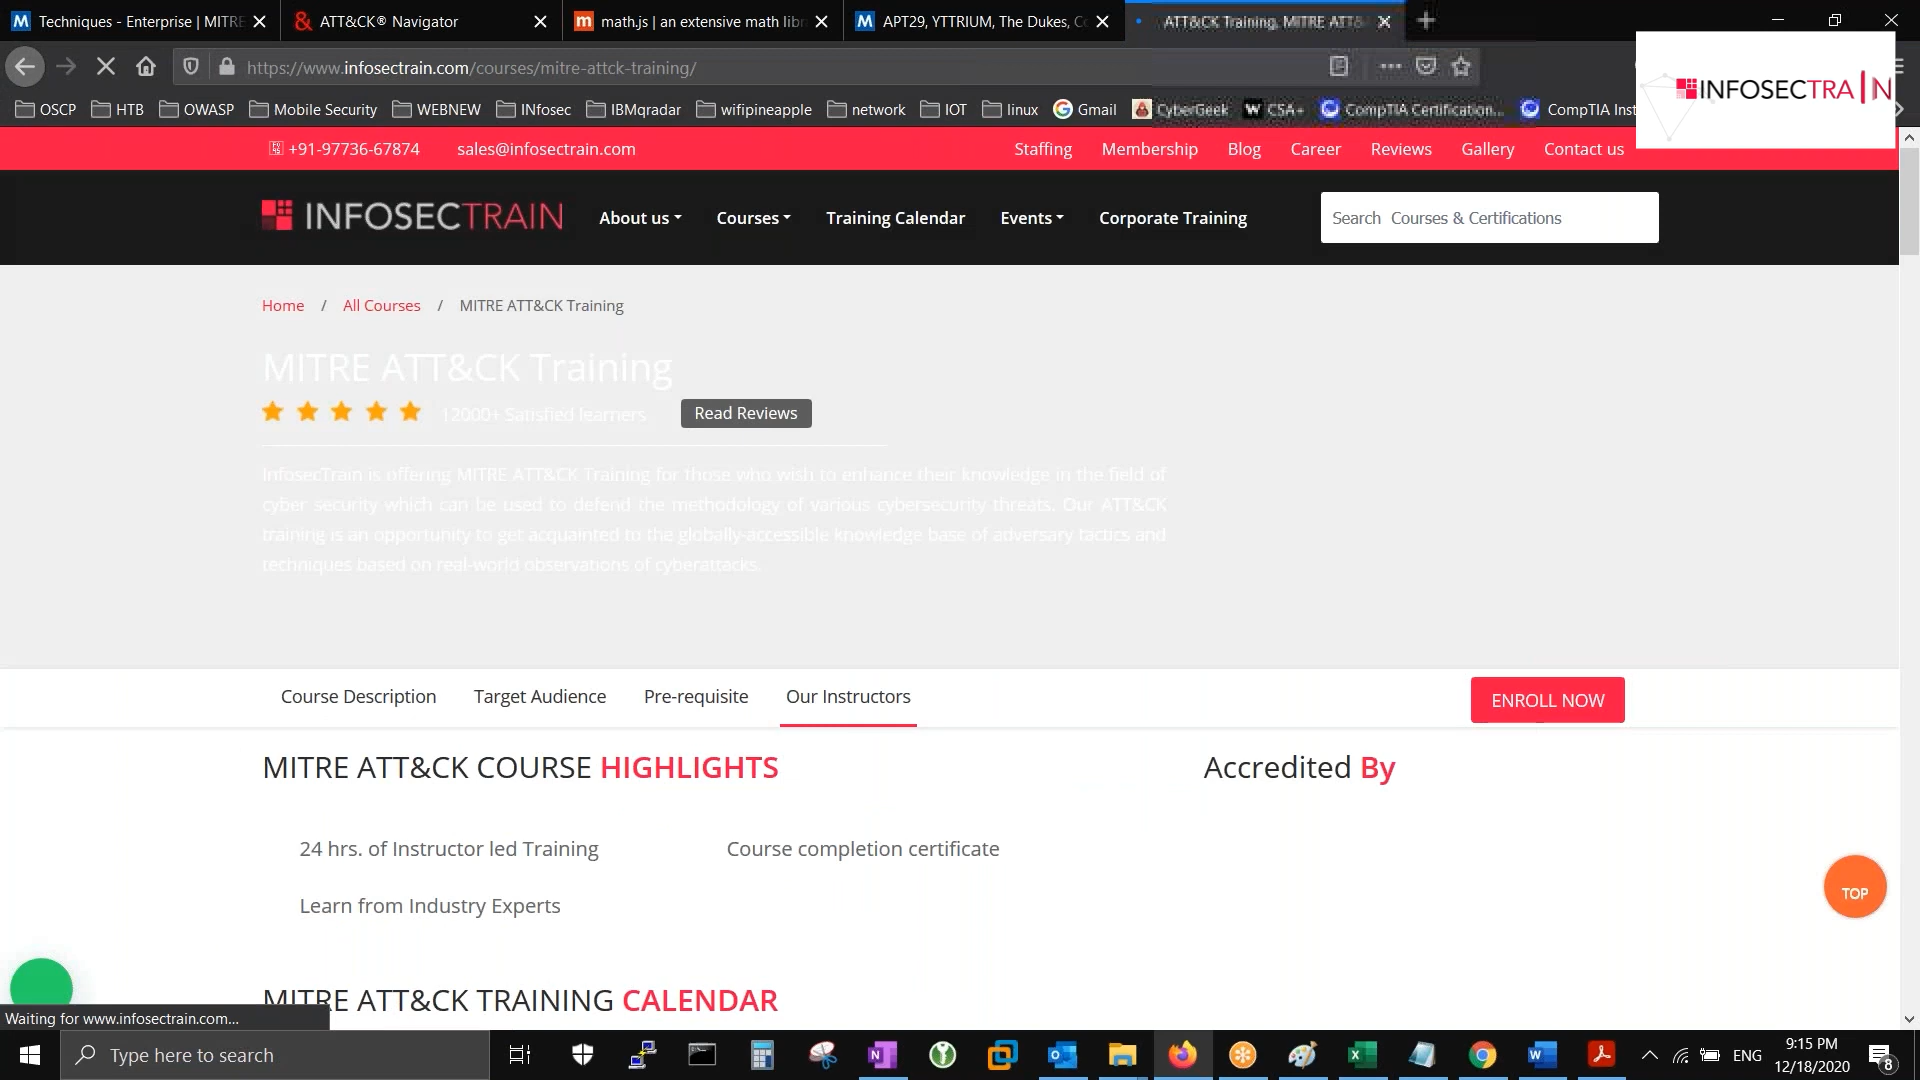 Techniques - Enterprise | MITRE
ATT&CK® Navigator
math.js | an extensive math libr
APT29, YTTRIUM, The Dukes, Co
ATT&CK Training, MITRE ATT&
https://www.infosectrain.com/courses/mitre-attck-training/
INFOSECTRAIN
OSCP HTB OWASP Mobile Security WEBNEW INfosec IBMqradar wifipineapple network IOT linux Gmail CyberGeek CSA+ CompTIA Certification... CompTIA Inst
+91-97736-67874 sales@infosectrain.com Staffing Membership Blog Career Reviews Gallery Contact us
INFOSECTRAIN About us Courses Training Calendar Events Corporate Training Search Courses & Certifications
Home / All Courses / MITRE ATT&CK Training
MITRE ATT&CK Training
12000+ Satisfied learners Read Reviews
InfosecTrain is offering MITRE ATT&CK Training for those who wish to enhance their knowledge in the field of
cyber security which can be used to defend the methodology of various cybersecurity threats. Our ATT&CK
training is an opportunity to get acquainted to the globally-accessible knowledge base of adversary tactics and
techniques based on real-world observations of cyberattacks.
Course Description Target Audience Pre-requisite Our Instructors ENROLL NOW
MITRE ATT&CK COURSE HIGHLIGHTS Accredited By
24 hrs. of Instructor led Training Course completion certificate
Learn from Industry Experts
TOP
MITRE ATT&CK TRAINING CALENDAR
Waiting for www.infosectrain.com...
Type here to search
ENG
9:15 PM
12/18/2020
8